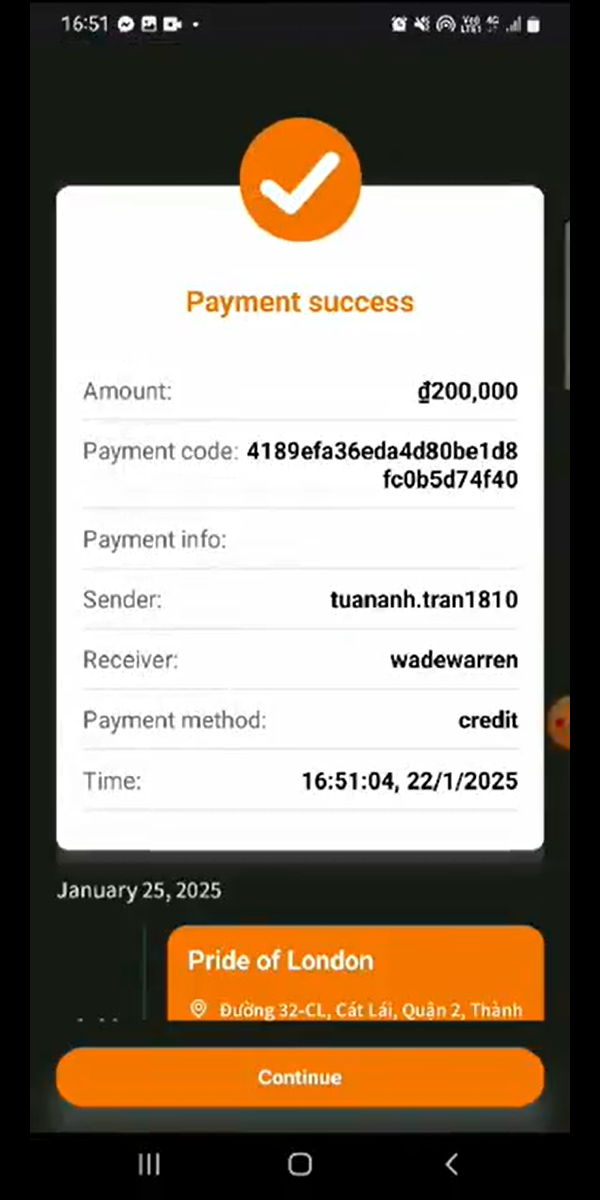 16:51
Payment success
Amount: ₫200,000
Payment code: 4189efa36eda4d80be1d8
fc0b5d74f40
Payment info:
Sender: tuananh.tran1810
Receiver: wadewarren
Payment method: credit
Time: 16:51:04, 22/1/2025
January 25, 2025
Pride of London
Đường 32-CL, Cát Lái, Quận 2, Thành
Continue